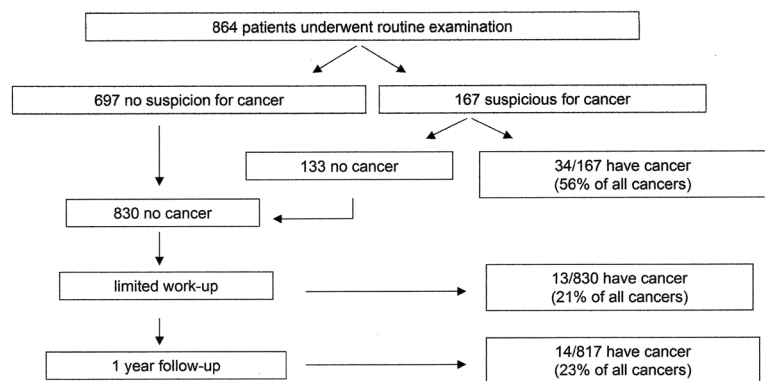 864 patients underwent routine examination
697 no suspicion for cancer
167 suspicious for cancer
133 no cancer
34/167 have cancer
(56% of all cancers)
830 no cancer
limited work-up
13/830 have cancer
(21% of all cancers)
1 year follow-up
14/817 have cancer
(23% of all cancers)